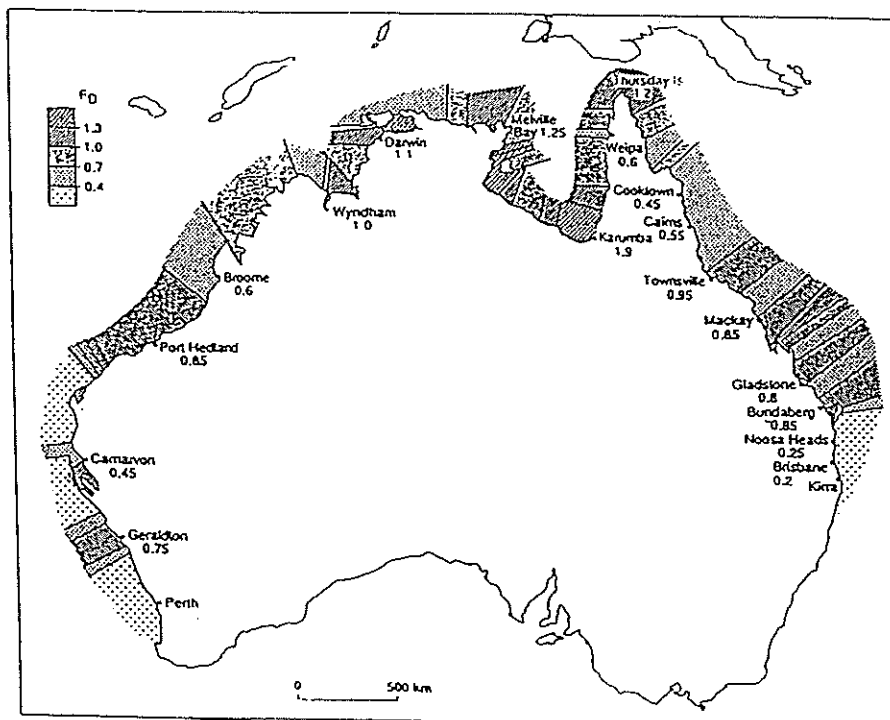 F_D
1.3
1.0
0.7
0.4
Thursday Is
1.2
Melville
Bay 1.25
Darwin
1.1
Weipa
0.6
Wyndham
1.0
Cooktown
0.45
Cairns
0.55
Karumba
1.9
Broome
0.6
Townsville
0.95
Port Hedland
0.85
Mackay
0.85
Gladstone
0.8
Bundaberg
0.85
Noosa Heads
0.25
Carnarvon
0.45
Brisbane
0.2
Kirra
Geraldton
0.75
Perth
0
500 km